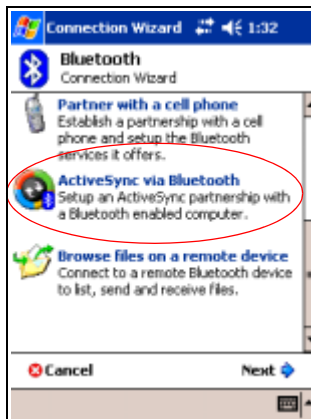 Connection Wizard 1:32
Bluetooth
Connection Wizard
Partner with a cell phone
Establish a partnership with a cell
phone and setup the Bluetooth
services it offers.
ActiveSync via Bluetooth
Setup an ActiveSync partnership with
a Bluetooth enabled computer.
Browse files on a remote device
Connect to a remote Bluetooth device
to list, send and receive files.
Cancel Next